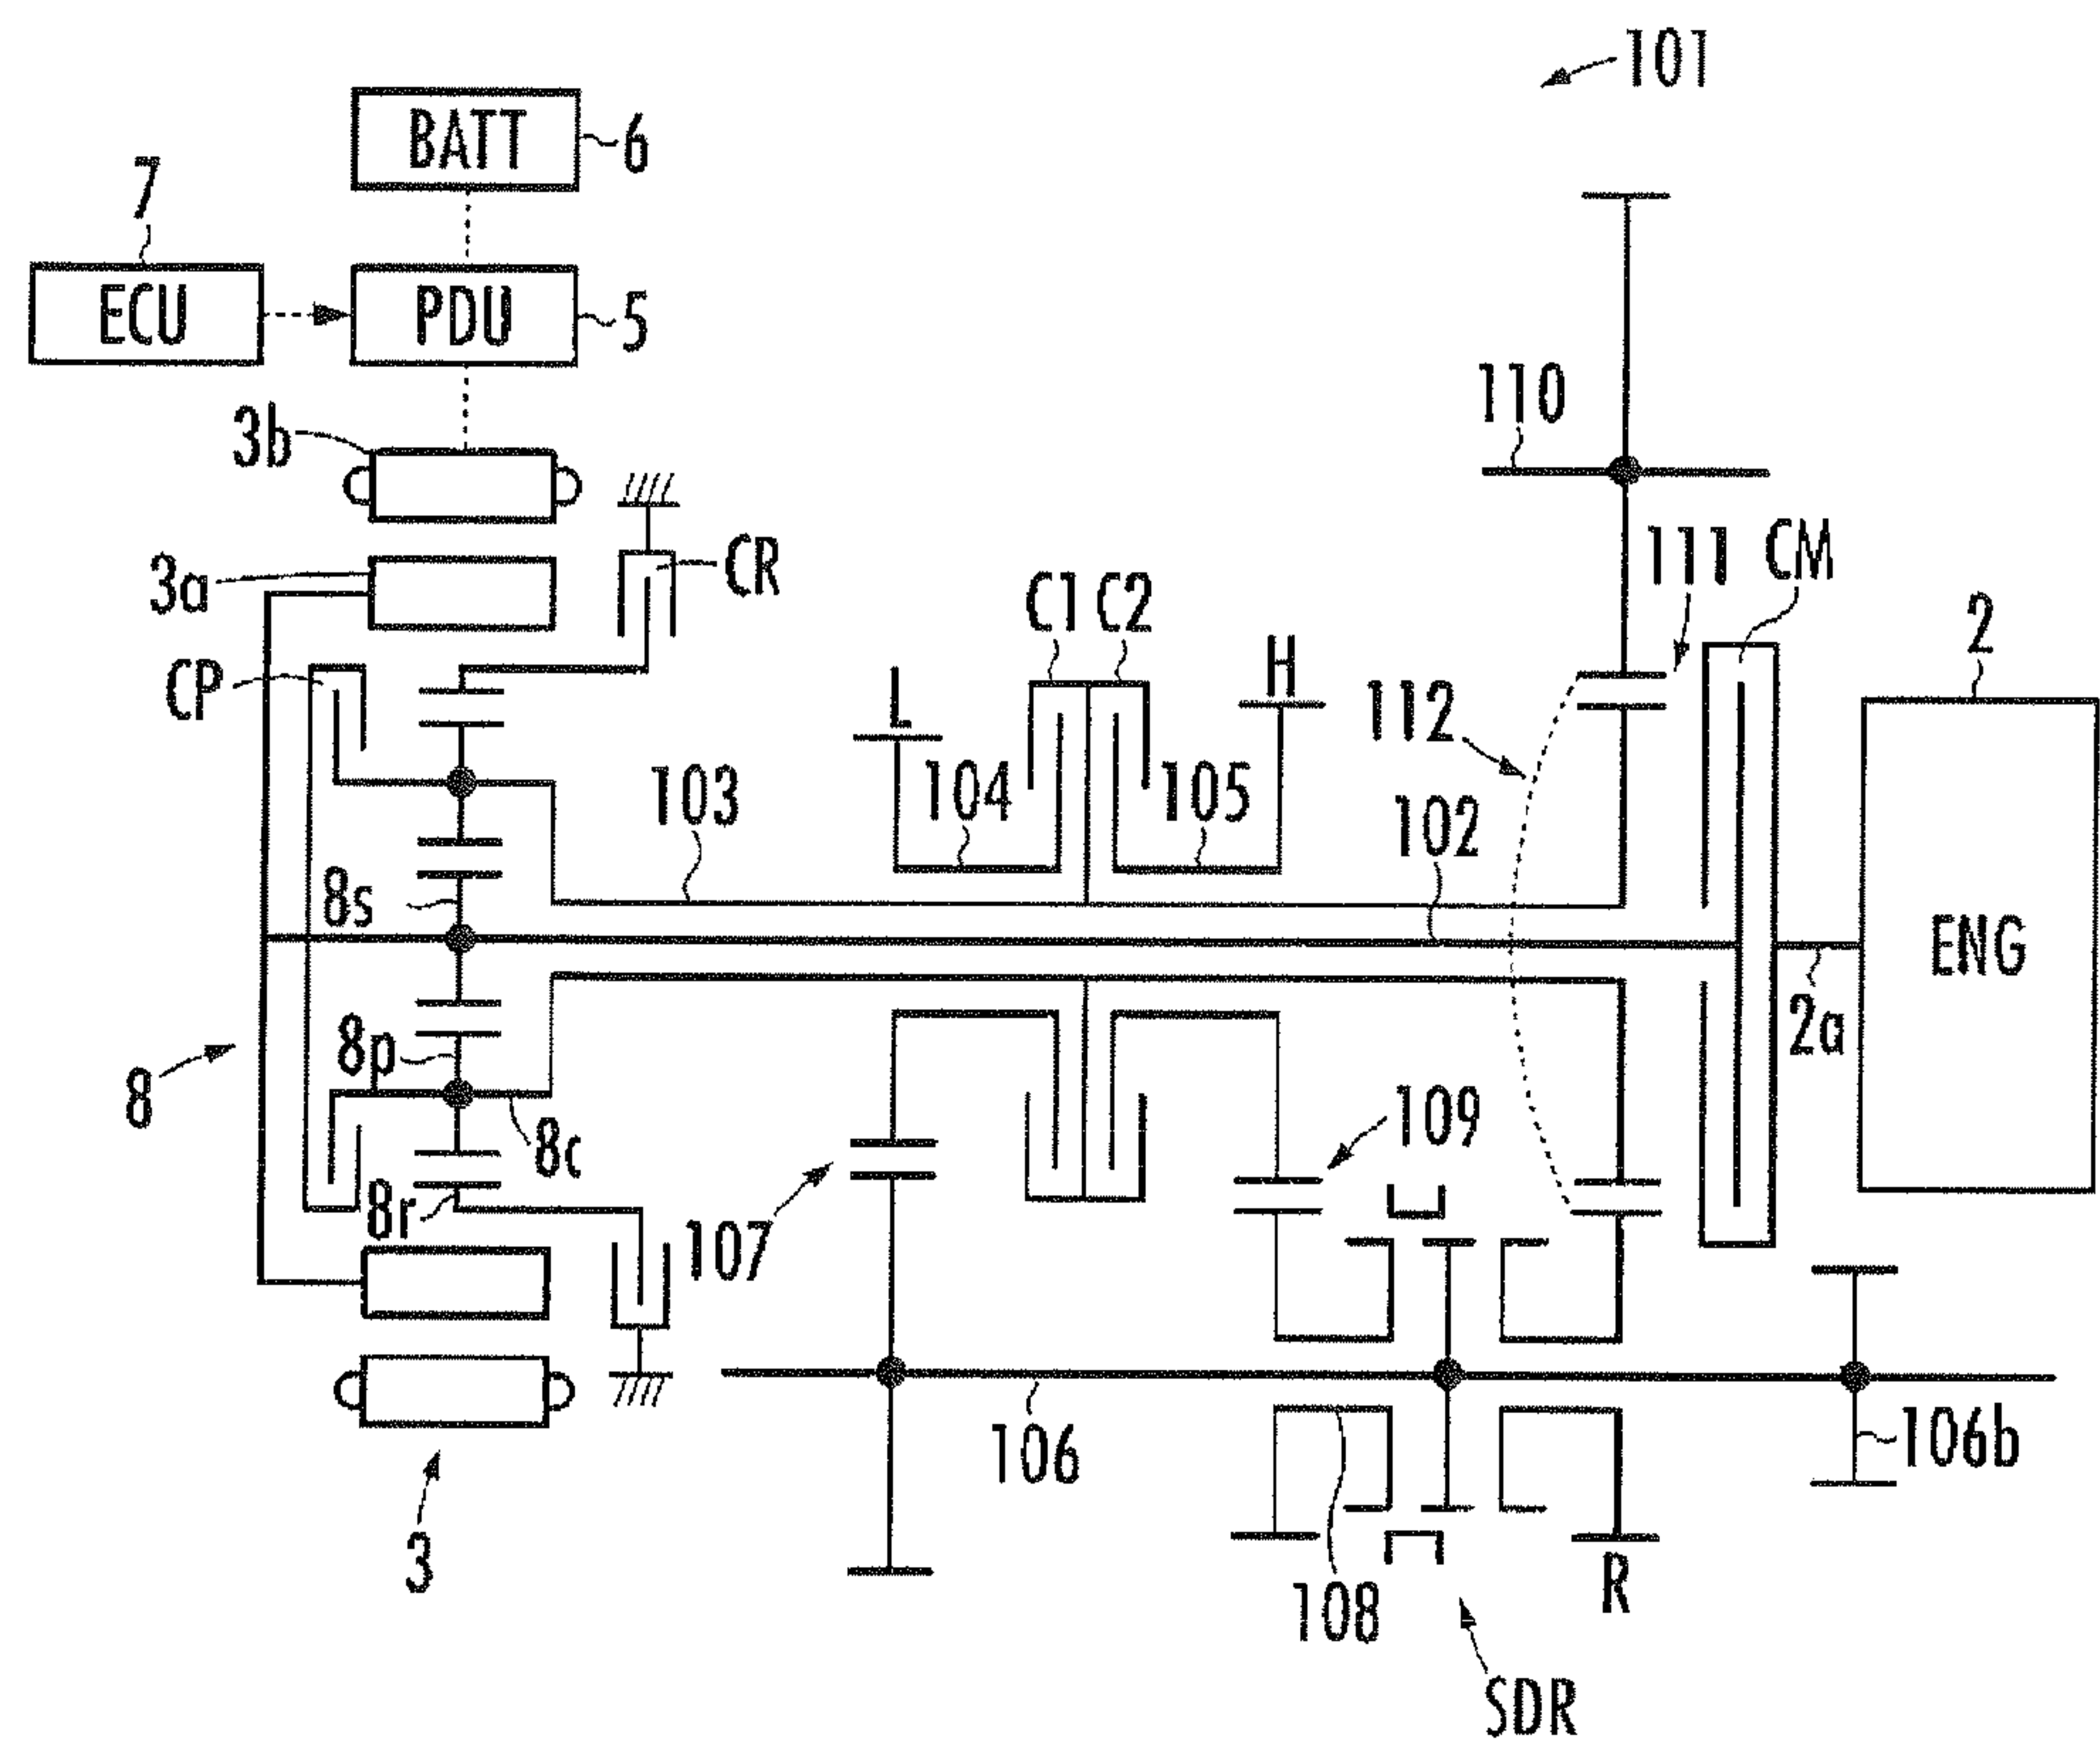 101
BATT
6
7
ECU
PDU
5
110
3b
CR
111
CM
3a
C1
C2
2
H
CP
L
112
103
104
105
102
8s
ENG
8p
2a
8
109
8c
8r
107
106
106b
3
108
R
SDR